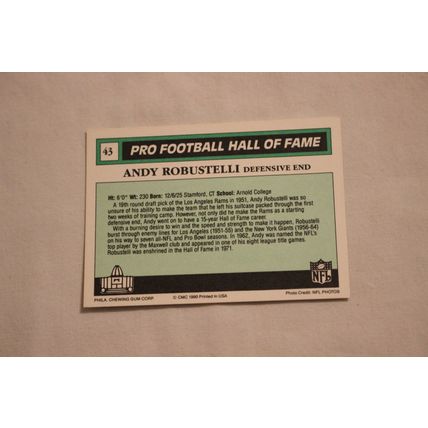 43
PRO FOOTBALL HALL OF FAME
ANDY ROBUSTELLI DEFENSIVE END
Ht: 6'0" Wt: 230 Born: 12/6/25 Stamford, CT School: Arnold College
A 19th round draft pick of the Los Angeles Rams in 1951, Andy Robustelli was so
unsure of his ability to make the team that he left his suitcase packed through the first
two weeks of training camp. However, not only did he make the Rams as a starting
defensive end, Andy went on to have a 15-year Hall of Fame career.
With a burning desire to win and the speed and strength to make it happen, Robustelli
burst through enemy lines for Los Angeles (1951-55) and the New York Giants (1956-64)
on his way to seven all-NFL and Pro Bowl seasons. In 1962, Andy was named the NFL's
top player by the Maxwell club and appeared in one of his eight league title games.
Robustelli was enshrined in the Hall of Fame in 1971.
NFL
PHILA. CHEWING GUM CORP.
© CMC 1990 Printed in USA
Photo Credit: NFL PHOTOS